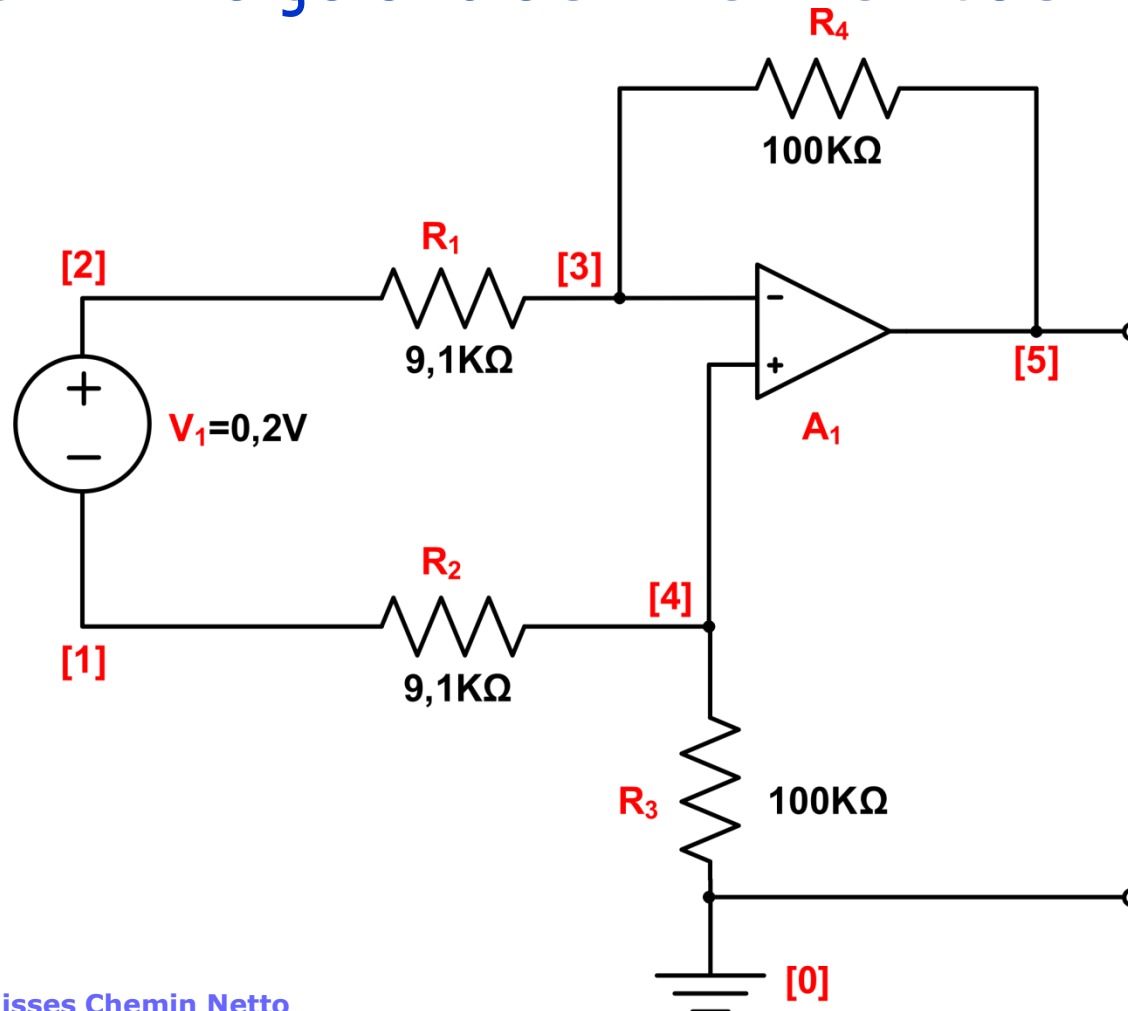 R4
100KΩ
R1
[2]
[3]
9,1KΩ
−
+
[5]
+
−
V1=0,2V
A1
R2
[4]
[1]
9,1KΩ
R3
100KΩ
[0]
isses Chemin Netto